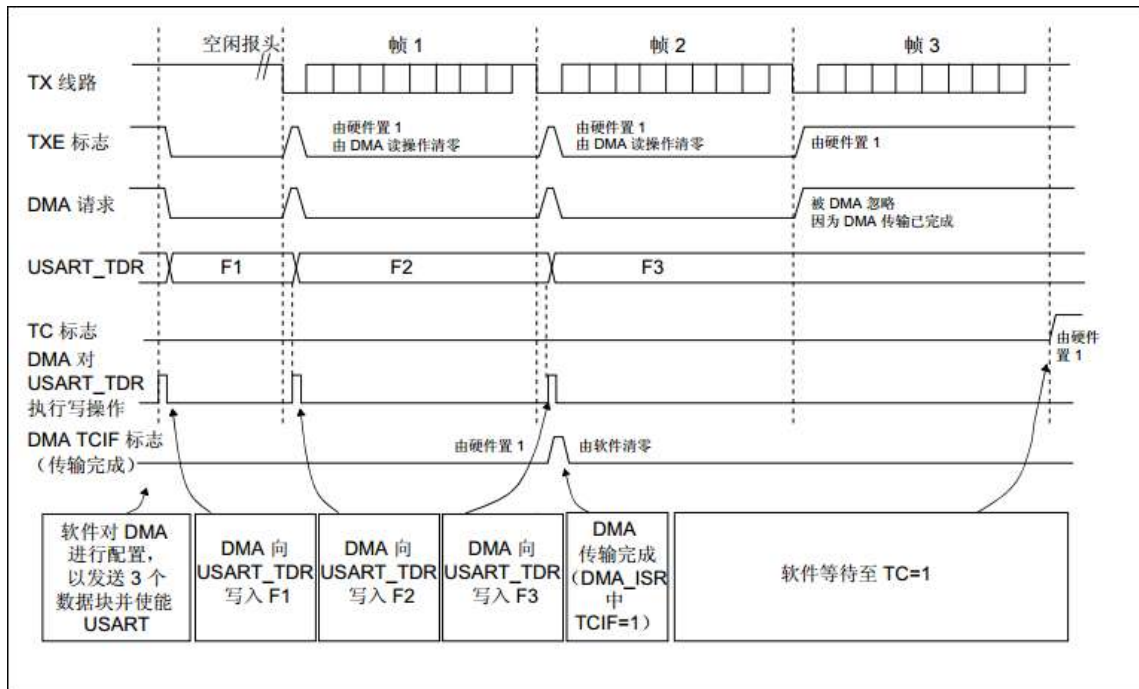 空闲报头
帧 1
帧 2
帧 3
TX 线路
TXE 标志
由硬件置 1
由 DMA 读操作清零
由硬件置 1
由 DMA 读操作清零
由硬件置 1
DMA 请求
被 DMA 忽略
因为 DMA 传输已完成
USART_TDR
F1
F2
F3
TC 标志
由硬件
置 1
DMA 对
USART_TDR
执行写操作
DMA TCIF 标志
(传输完成)
由硬件置 1
由软件清零
软件对 DMA
进行配置,
以发送 3 个
数据块并使能
USART
DMA 向
USART_TDR
写入 F1
DMA 向
USART_TDR
写入 F2
DMA 向
USART_TDR
写入 F3
DMA
传输完成
(DMA_ISR
中
TCIF=1)
软件等待至 TC=1